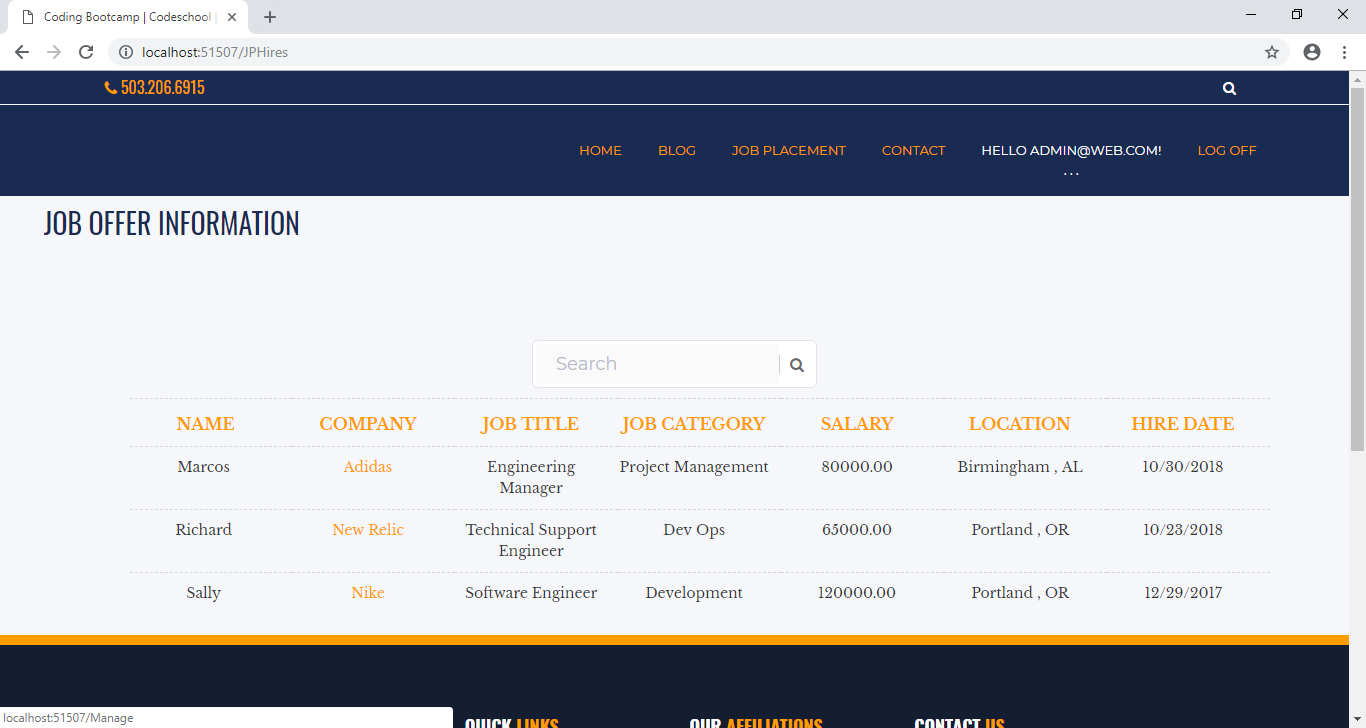 Coding Bootcamp | Codeschool |
localhost:51507/JPHires
503.206.6915
HOME BLOG JOB PLACEMENT CONTACT HELLO ADMIN@WEB.COM! LOG OFF
...
JOB OFFER INFORMATION
Search
NAME COMPANY JOB TITLE JOB CATEGORY SALARY LOCATION HIRE DATE
Marcos Adidas Engineering Project Management 80000.00 Birmingham , AL 10/30/2018
Manager
Richard New Relic Technical Support Dev Ops 65000.00 Portland , OR 10/23/2018
Engineer
Sally Nike Software Engineer Development 120000.00 Portland , OR 12/29/2017
QUICK LINKS OUR AFFILIATIONS CONTACT US
localhost:51507/Manage